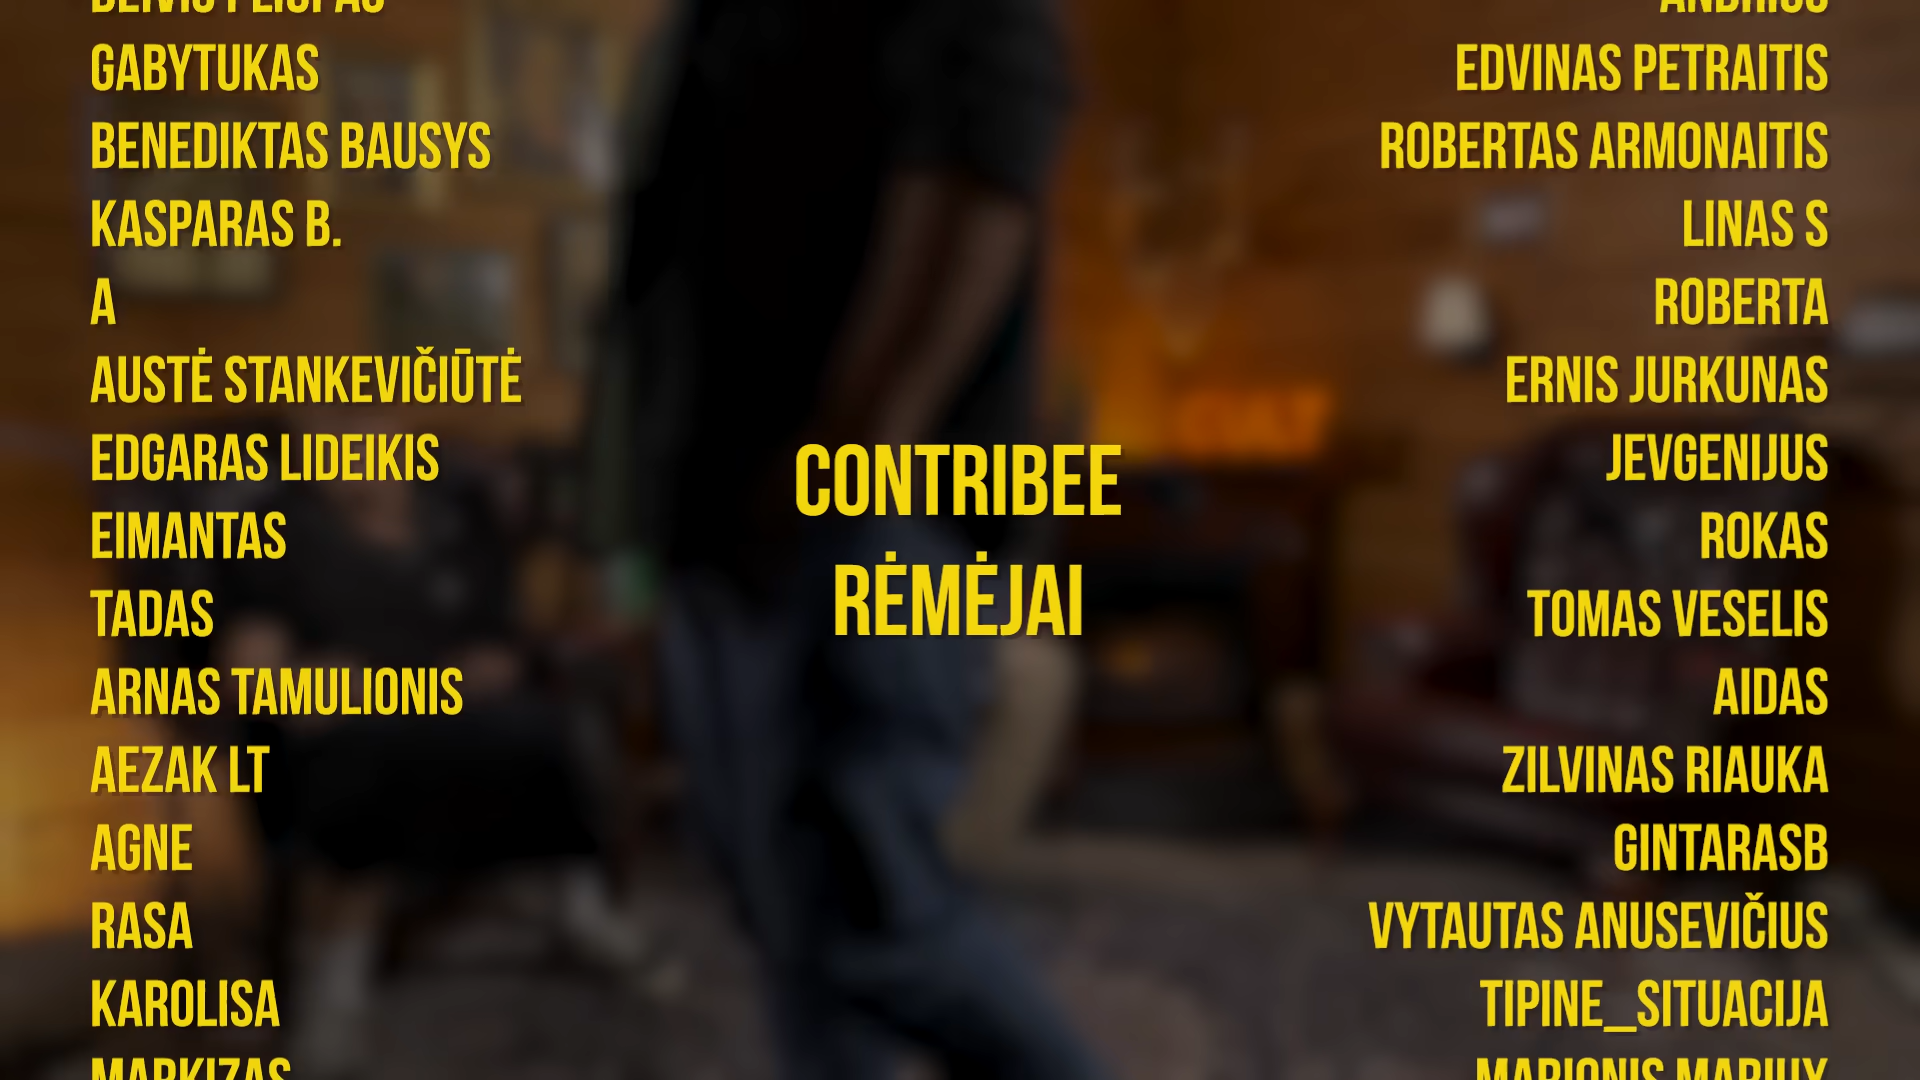 GABYTUKAS
BENEDIKTAS BAUSYS
KASPARAS B.
A
AUSTĖ STANKEVIČIŪTĖ
EDGARAS LIDEIKIS
EIMANTAS
TADAS
ARNAS TAMULIONIS
AEZAK LT
AGNE
RASA
KAROLISA
MARKIZAS
CONTRIBEE
RĖMĖJAI
ANDRIUS
EDVINAS PETRAITIS
ROBERTAS ARMONAITIS
LINAS S
ROBERTA
ERNIS JURKUNAS
JEVGENIJUS
ROKAS
TOMAS VESELIS
AIDAS
ZILVINAS RIAUKA
GINTARASB
VYTAUTAS ANUSEVIČIUS
TIPINE_SITUACIJA